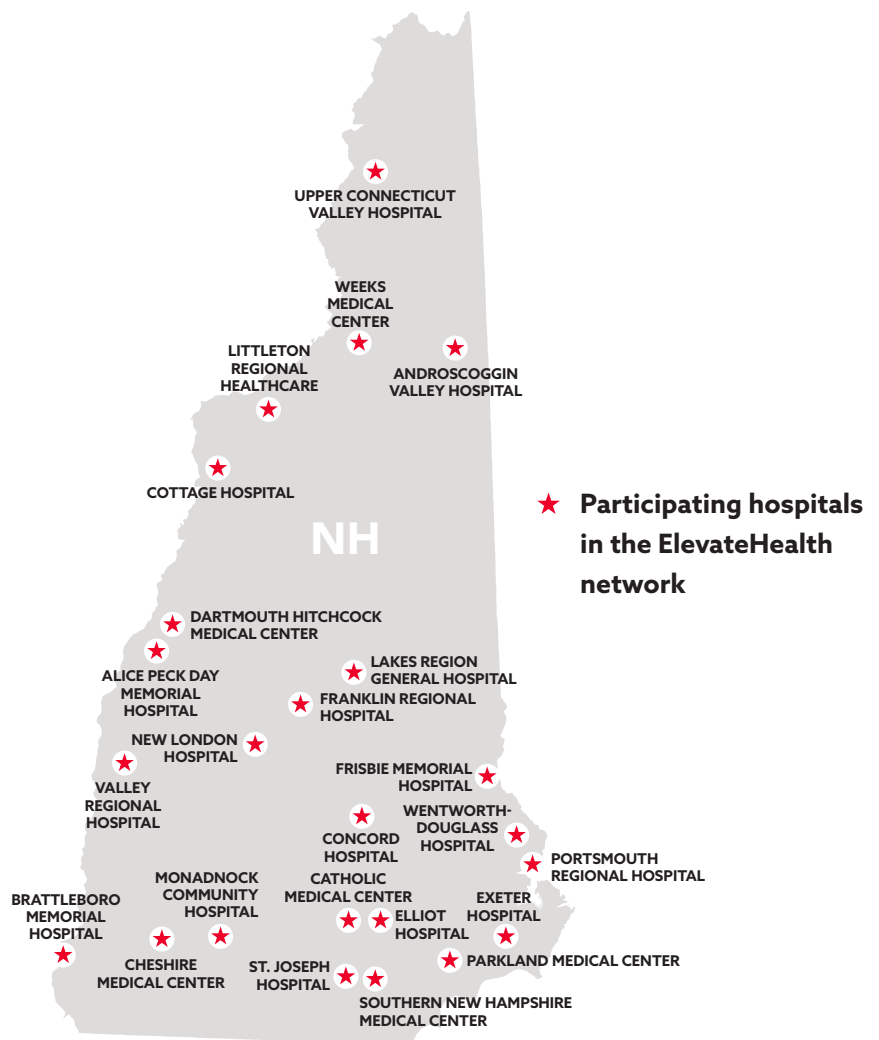 UPPER CONNECTICUT
VALLEY HOSPITAL
WEEKS
MEDICAL
CENTER
LITTLETON
REGIONAL
HEALTHCARE
ANDROSCOGGIN
VALLEY HOSPITAL
COTTAGE HOSPITAL
NH
Participating hospitals
in the ElevateHealth
network
DARTMOUTH HITCHCOCK
MEDICAL CENTER
ALICE PECK DAY
MEMORIAL
HOSPITAL
LAKES REGION
GENERAL HOSPITAL
FRANKLIN REGIONAL
HOSPITAL
NEW LONDON
HOSPITAL
VALLEY
REGIONAL
HOSPITAL
FRISBIE MEMORIAL
HOSPITAL
WENTWORTH-
DOUGLASS
HOSPITAL
CONCORD
HOSPITAL
PORTSMOUTH
REGIONAL HOSPITAL
MONADNOCK
COMMUNITY
HOSPITAL
CATHOLIC
MEDICAL CENTER
EXETER
HOSPITAL
BRATTLEBORO
MEMORIAL
HOSPITAL
ELLIOT
HOSPITAL
CHESHIRE
MEDICAL CENTER
ST. JOSEPH
HOSPITAL
PARKLAND MEDICAL CENTER
SOUTHERN NEW HAMPSHIRE
MEDICAL CENTER